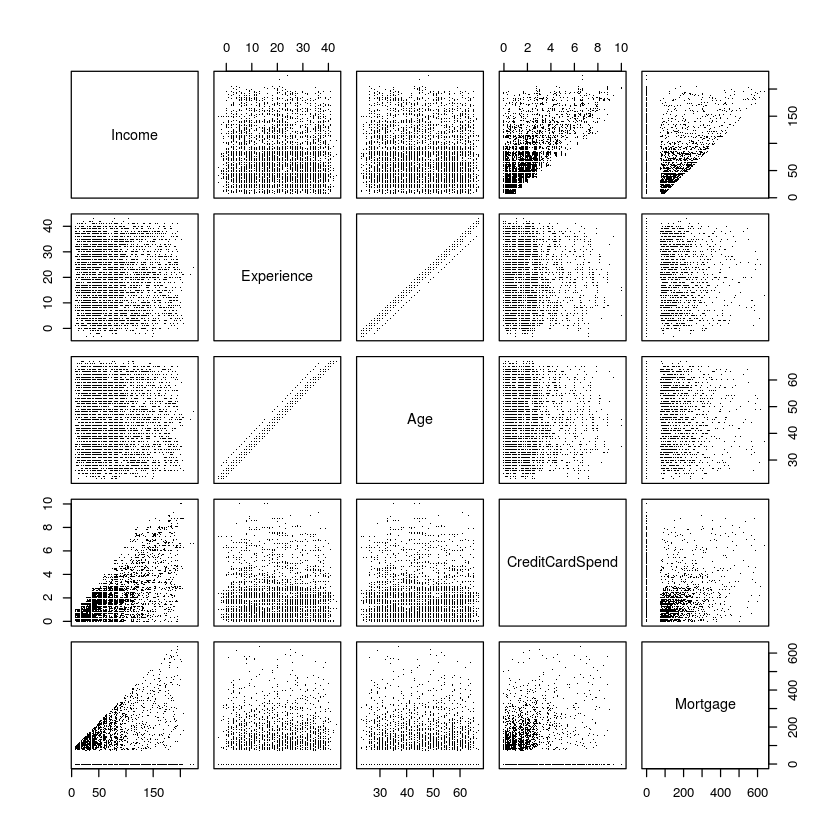 0 10 20 30 40 0 2 4 6 8 10
Income
0 50 150
0 10 20 30 40
Experience
Age
30 40 50 60
0 2 4 6 8 10
CreditCardSpend
Mortgage
0 200 400 600
0 50 150 30 40 50 60 0 200 400 600